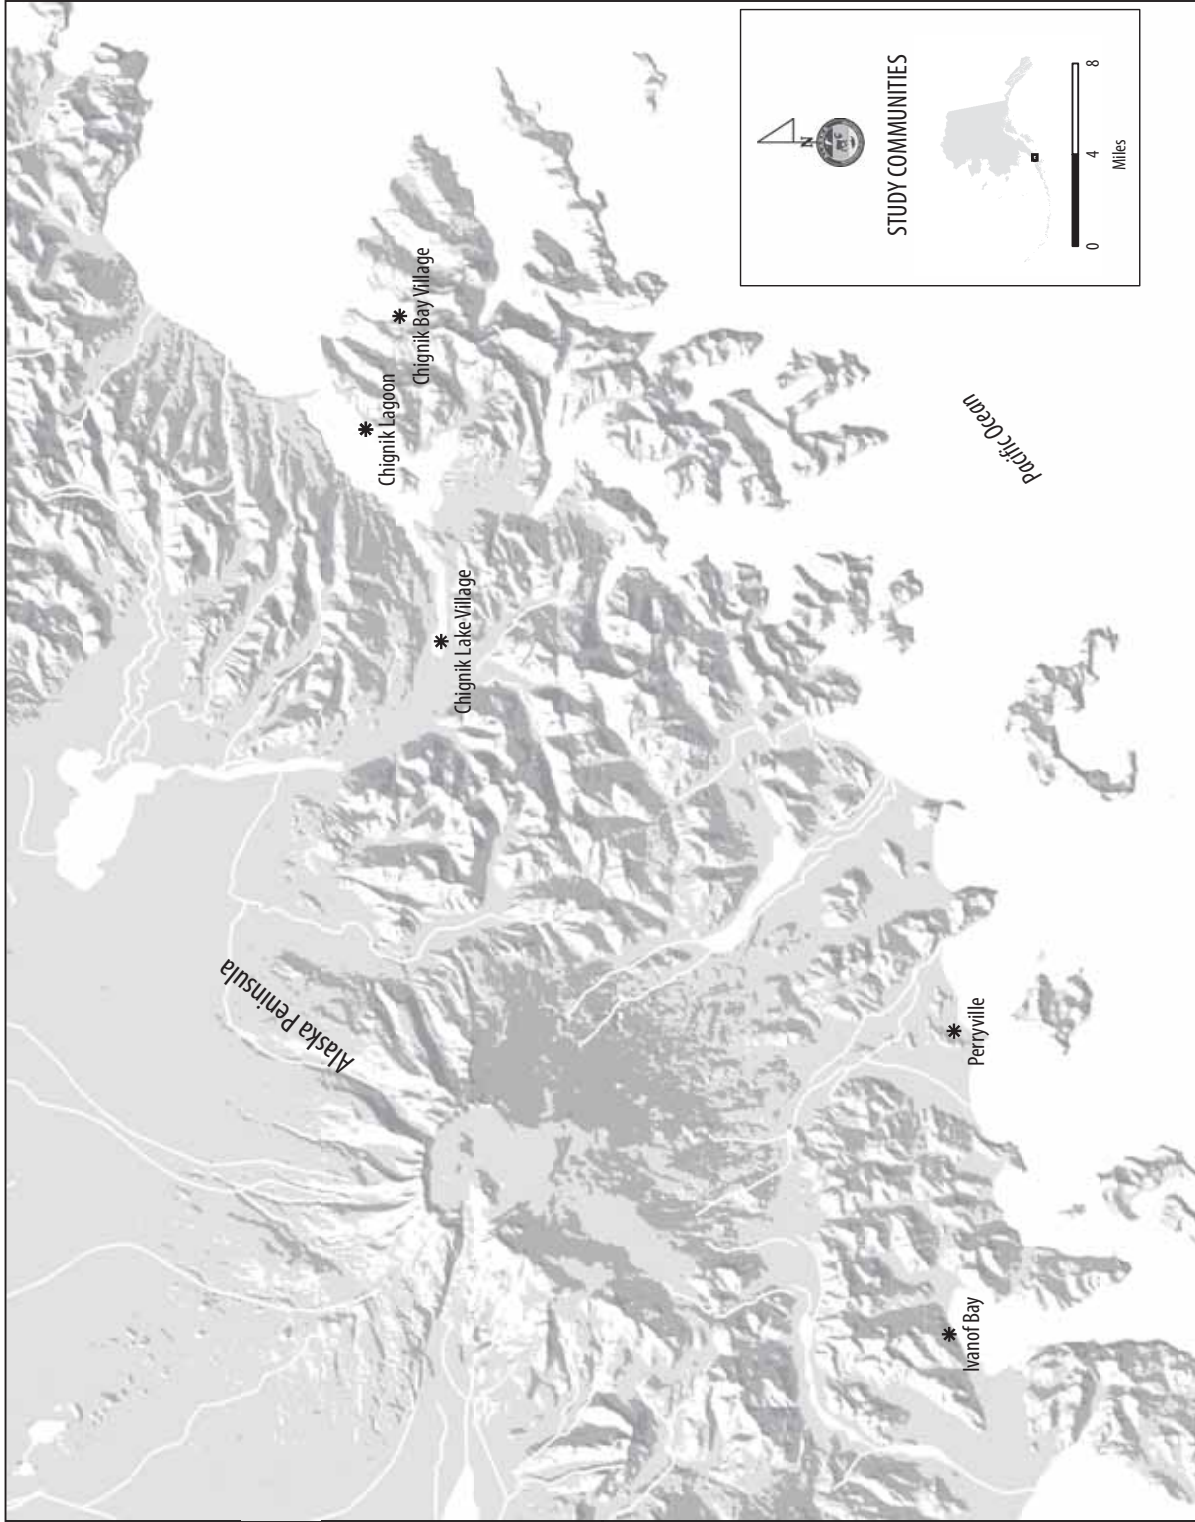 Alaska Peninsula
Chignik Lagoon
Chignik Bay Village
Chignik Lake Village
Perryville
Ivanof Bay
Pacific Ocean
N
STUDY COMMUNITIES
0 4 8
Miles